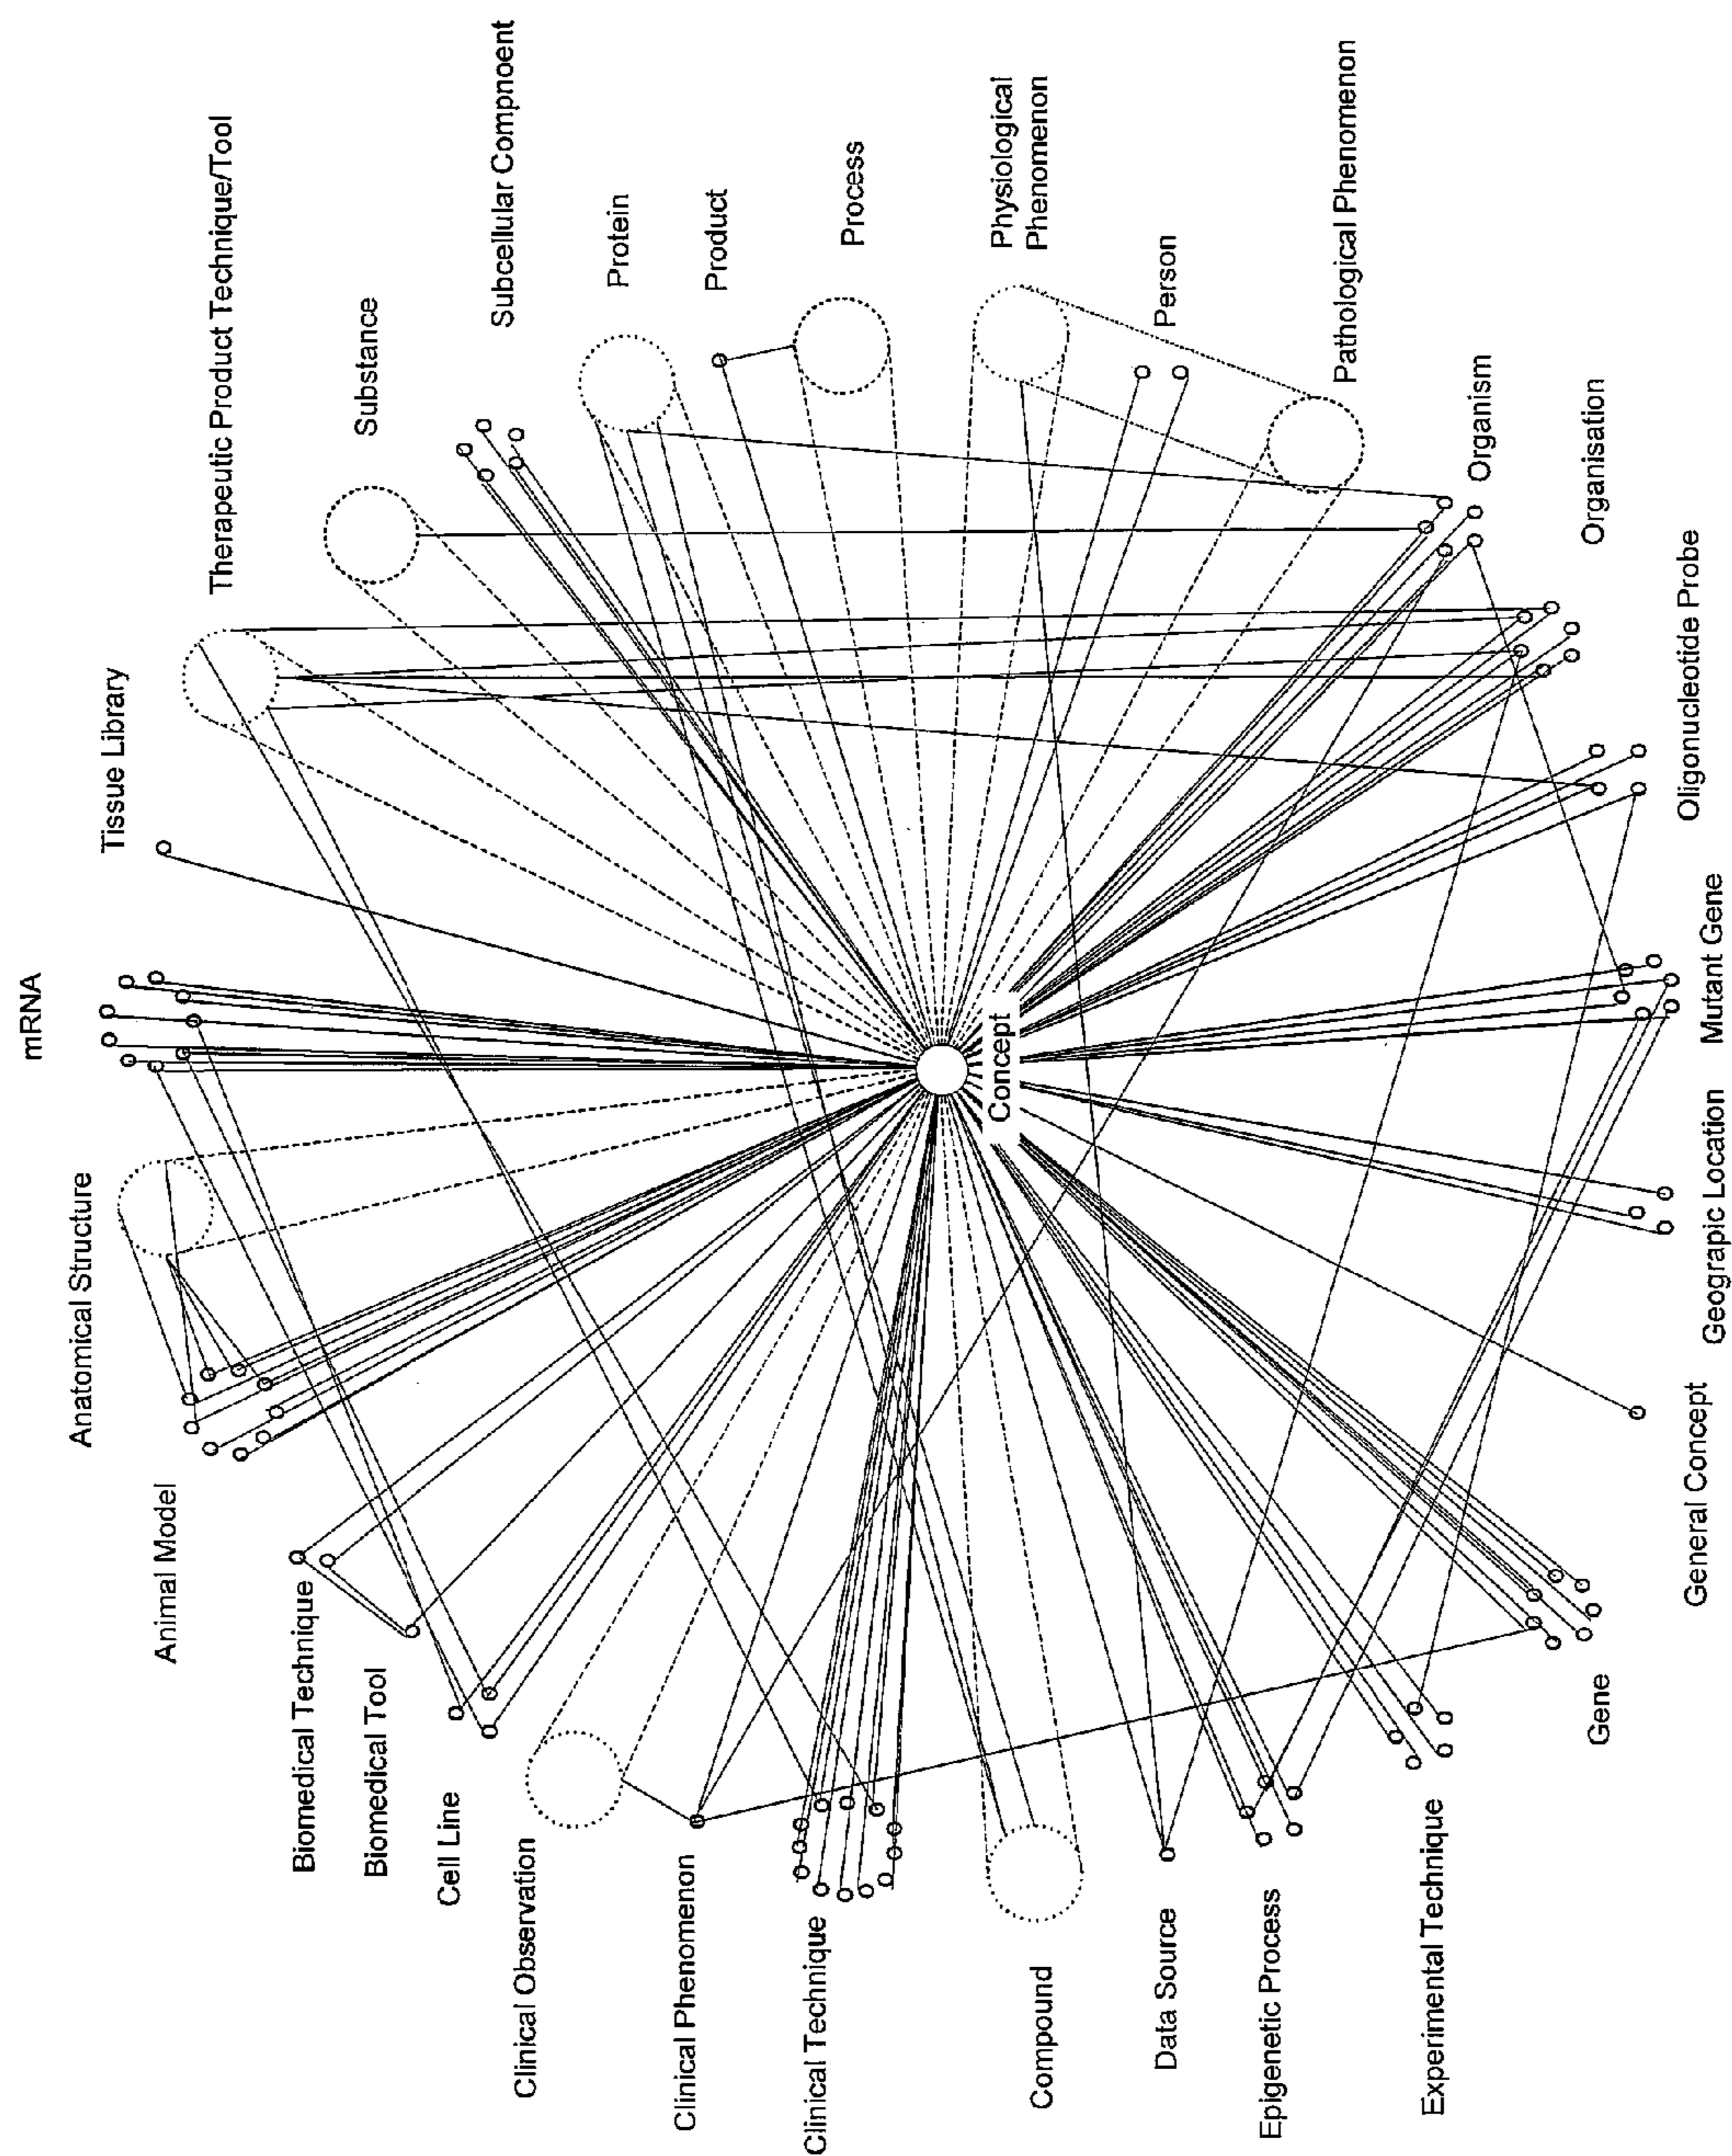 mRNA
Tissue Library
Therapeutic Product Technique/Tool
Substance
Subcellular Compnoent
Protein
Product
Process
Physiological
Phenomenon
Person
Pathological Phenomenon
Organism
Organisation
Oligonucleotide Probe
Mutant Gene
Geograpic Location
General Concept
Gene
Experimental Technique
Epigenetic Process
Data Source
Compound
Clinical Technique
Clinical Phenomenon
Clinical Observation
Cell Line
Biomedical Tool
Biomedical Technique
Animal Model
Anatomical Structure
Concept